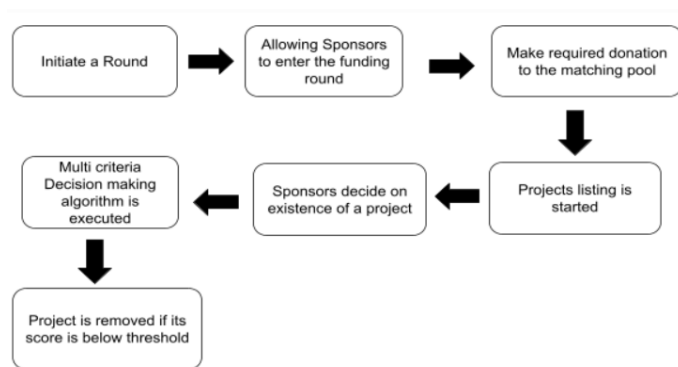 Initiate a Round
Allowing Sponsors
to enter the funding
round
Make required donation
to the matching pool
Projects listing is
started
Sponsors decide on
existence of a project
Multi criteria
Decision making
algorithm is
executed
Project is removed if its
score is below threshold